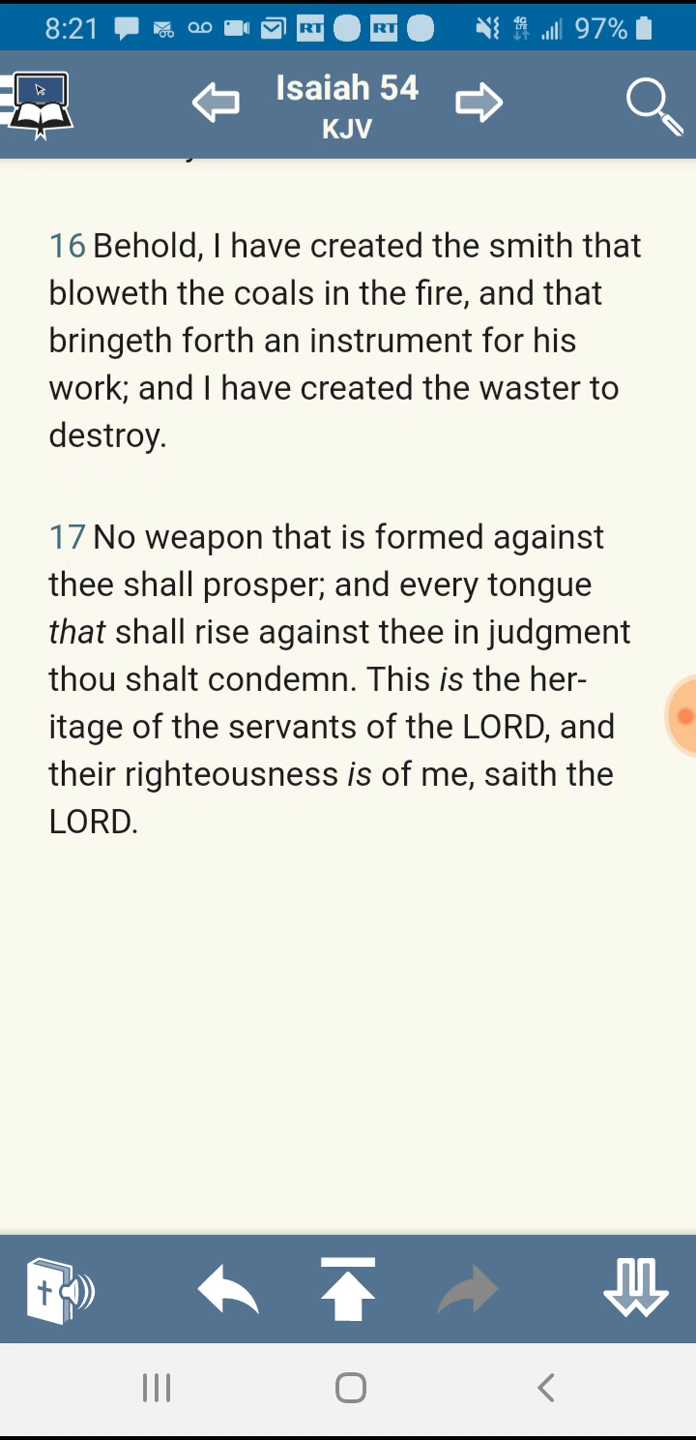 8:21 RT RT 4G LTE 97%
Isaiah 54
KJV
16 Behold, I have created the smith that
bloweth the coals in the fire, and that
bringeth forth an instrument for his
work; and I have created the waster to
destroy.
17 No weapon that is formed against
thee shall prosper; and every tongue
that shall rise against thee in judgment
thou shalt condemn. This is the her-
itage of the servants of the LORD, and
their righteousness is of me, saith the
LORD.